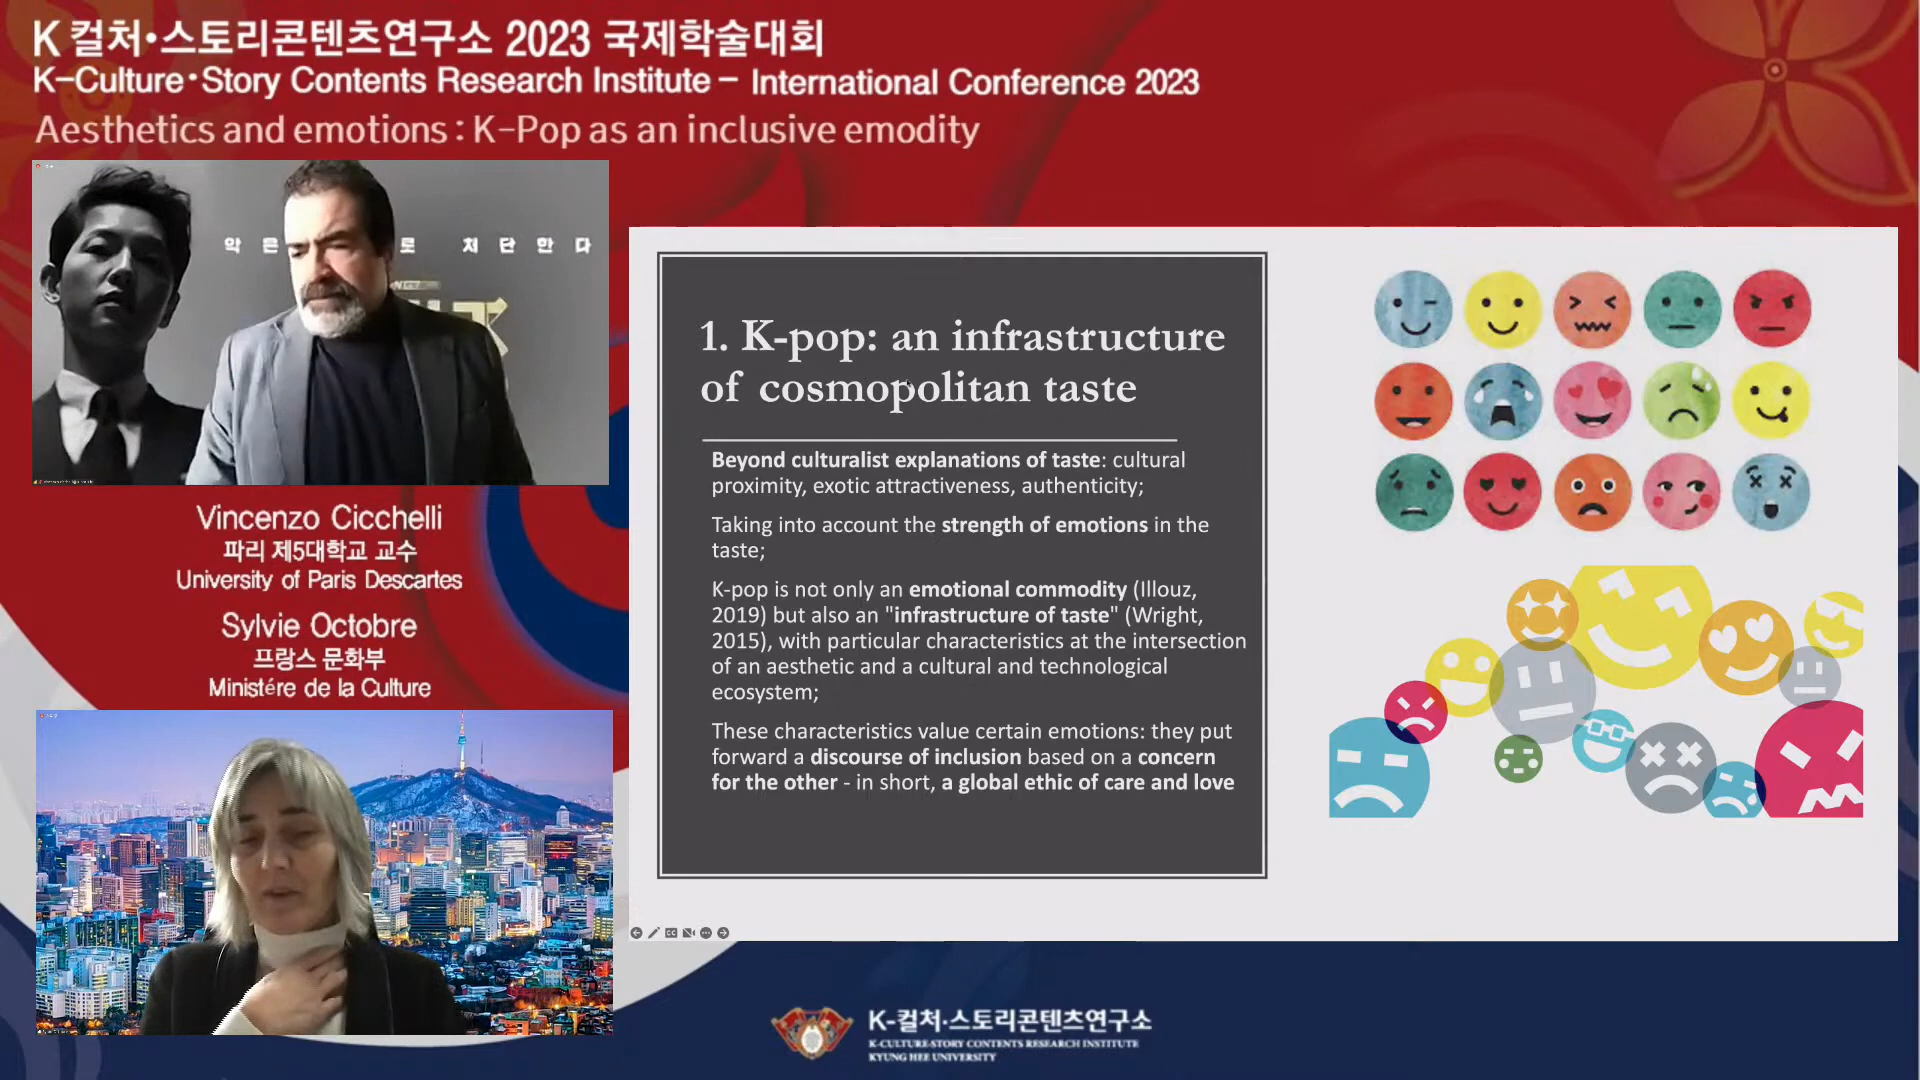 K 컬처•스토리콘텐츠연구소 2023 국제학술대회
K-Culture•Story Contents Research Institute - International Conference 2023
Aesthetics and emotions : K-Pop as an inclusive emodity
악 은 로 처 단 한 다
Vincenzo Cicchelli
파리 제5대학교 교수
University of Paris Descartes
Sylvie Octobre
프랑스 문화부
Ministére de la Culture
1. K-pop: an infrastructure
of cosmopolitan taste
Beyond culturalist explanations of taste: cultural
proximity, exotic attractiveness, authenticity;
Taking into account the strength of emotions in the
taste;
K-pop is not only an emotional commodity (Illouz,
2019) but also an "infrastructure of taste" (Wright,
2015), with particular characteristics at the intersection
of an aesthetic and a cultural and technological
ecosystem;
These characteristics value certain emotions: they put
forward a discourse of inclusion based on a concern
for the other - in short, a global ethic of care and love
K-컬처•스토리콘텐츠연구소
K-CULTURE•STORY CONTENTS RESEARCH INSTITUTE
KYUNG HEE UNIVERSITY